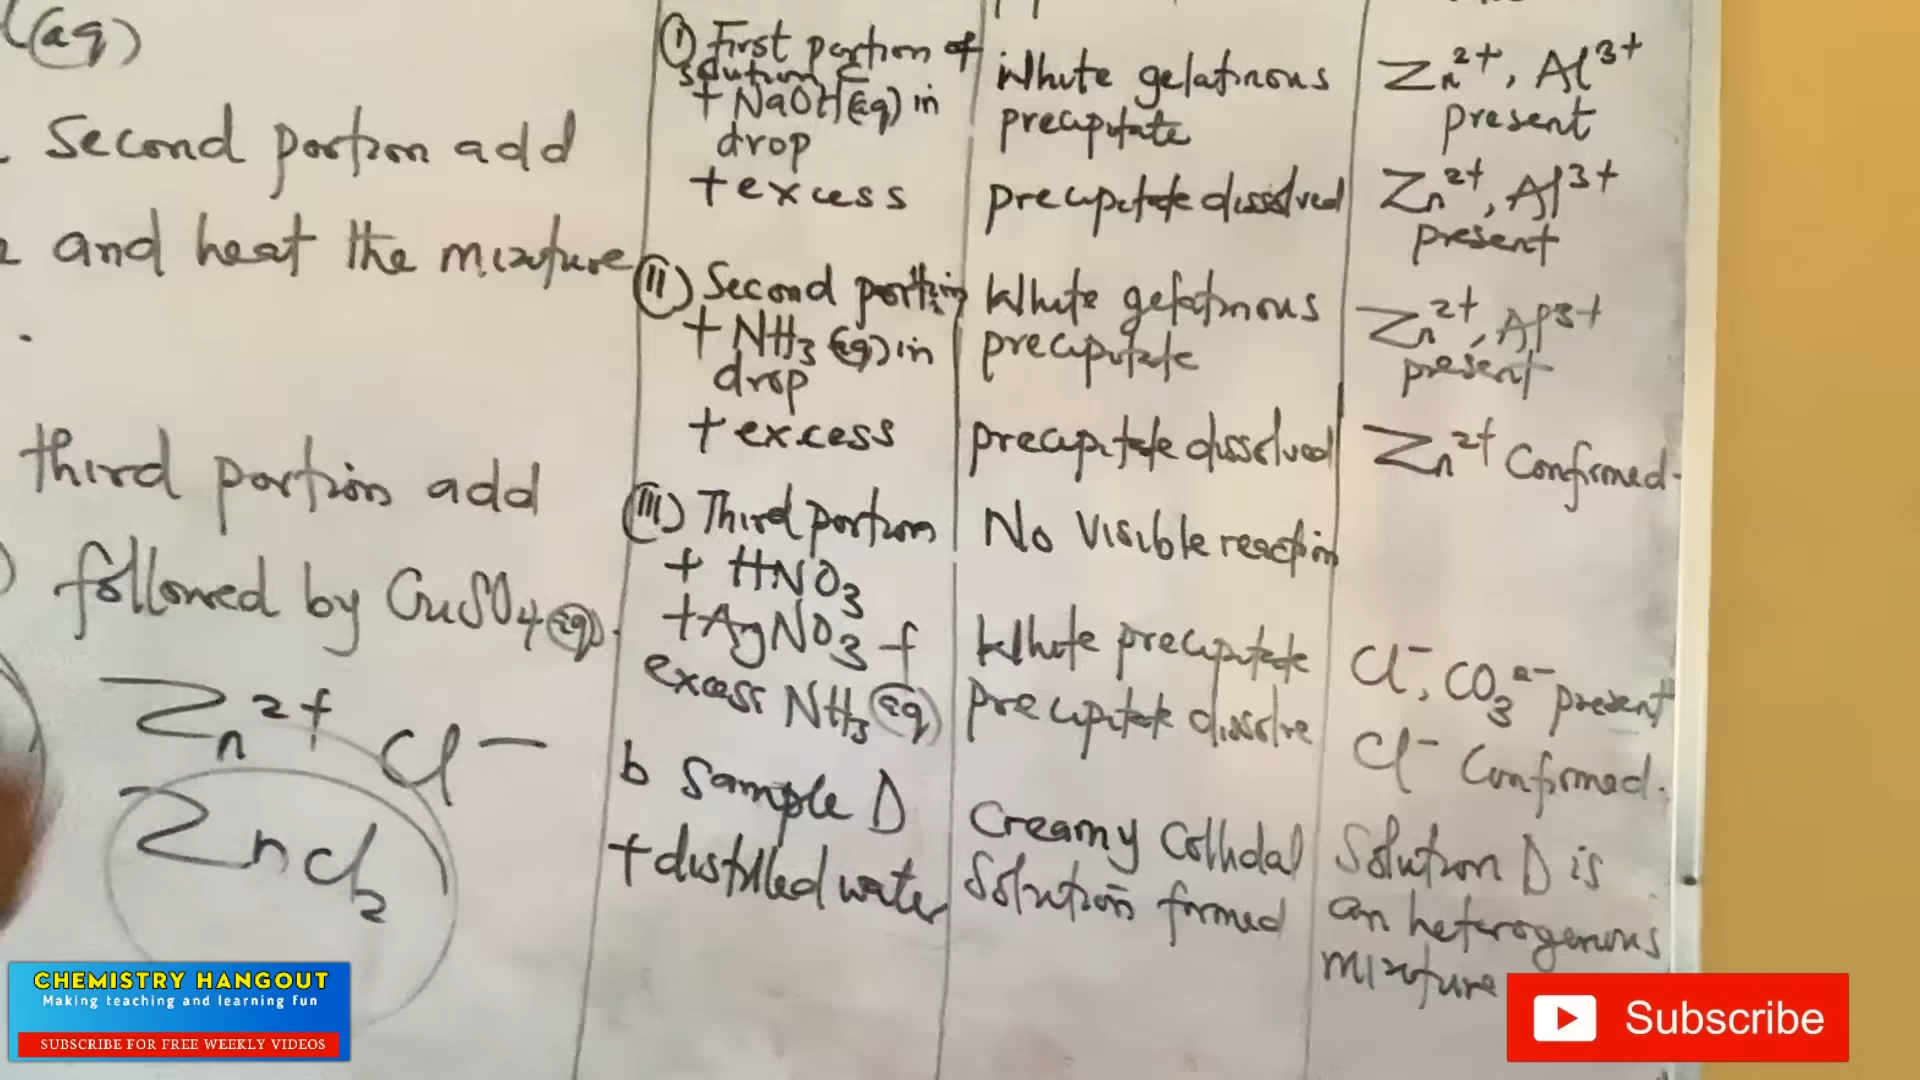 (aq)
Second portion add
and heat the mixture
third portion add
followed by CuSO4(aq).
Zn2+ Cl-
ZnCl2
(i) First portion of
solution C
+ NaOH(aq) in
drop
+ excess
White gelatinous
precipitate
precipitate dissolved
Zn2+, Al3+
present
Zn2+, Al3+
present
(ii) Second portion
+ NH3(aq) in
drop
+ excess
White gelatinous
precipitate
precipitate dissolved
Zn2+, Al3+
present
Zn2+ Confirmed.
(iii) Third portion
+ HNO3
+ AgNO3 +
excess NH3(aq)
No Visible reaction
White precipitate
precipitate dissolve
Cl-, CO32- present
Cl- Confirmed.
b Sample D
+ distilled water
Creamy Collidal
Solution formed
Solution D is
an heterogenous
mixture
CHEMISTRY HANGOUT
Making teaching and learning fun
SUBSCRIBE FOR FREE WEEKLY VIDEOS
Subscribe